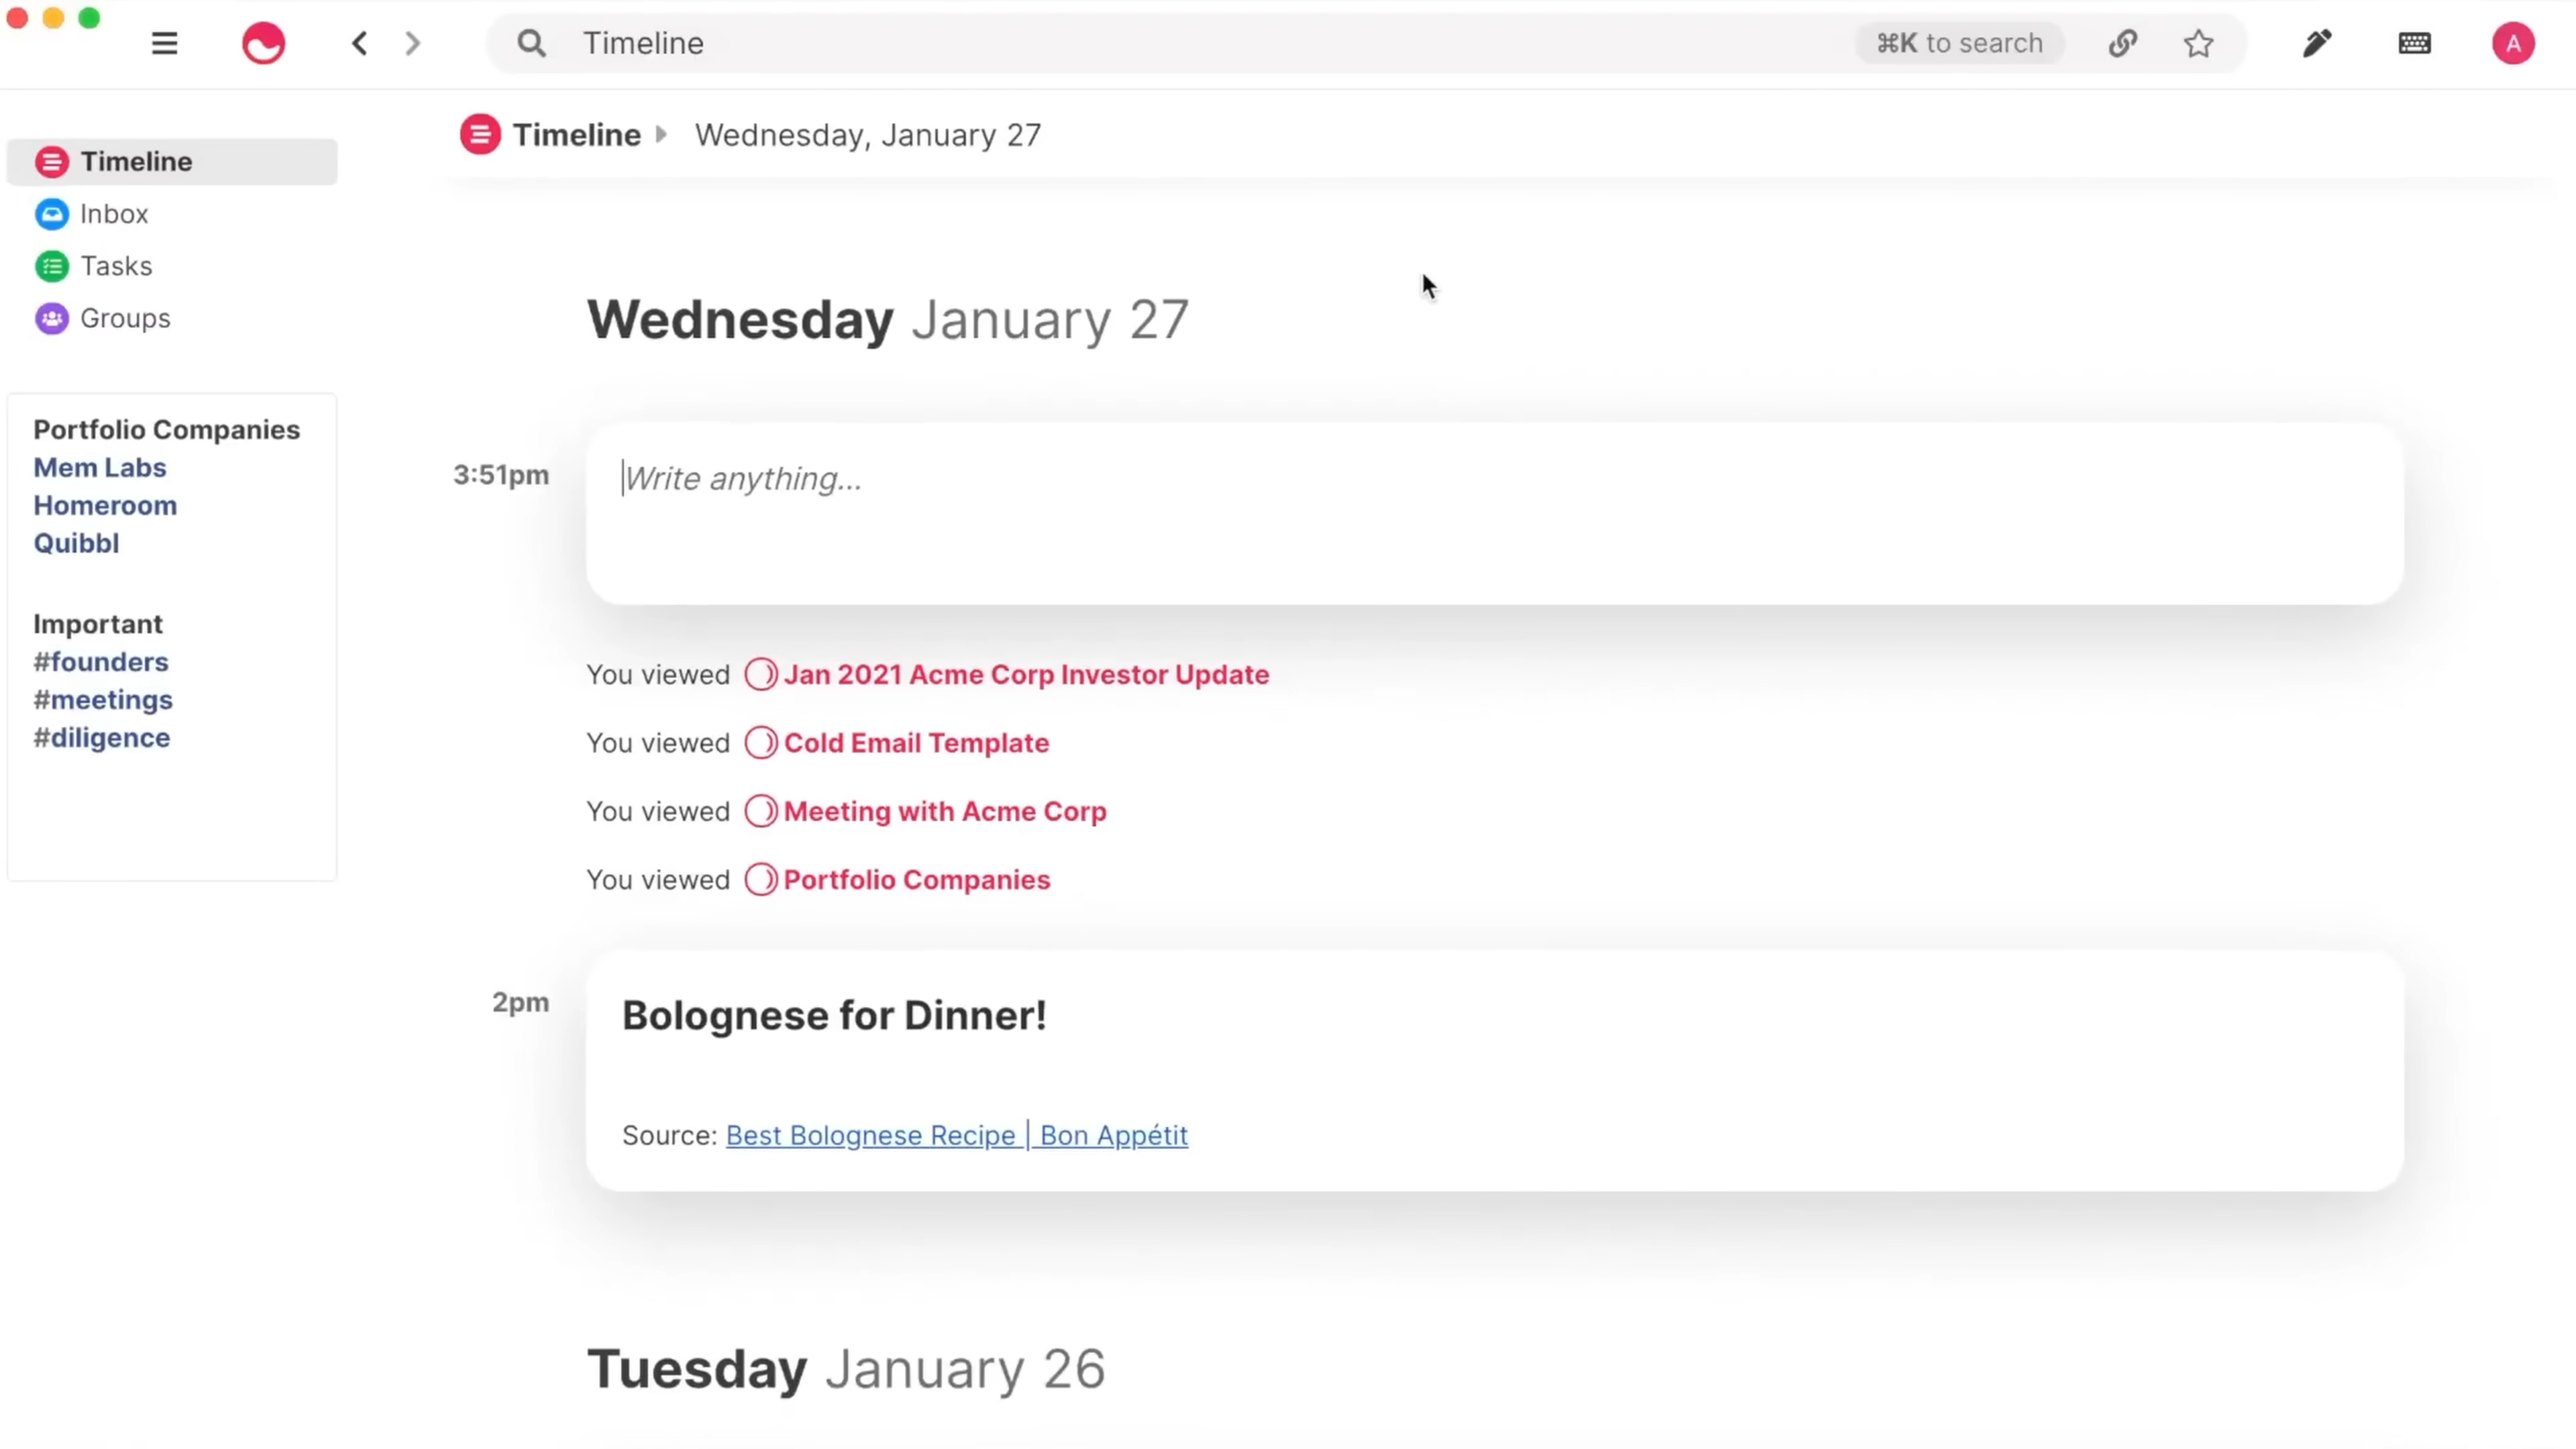 Timeline
⌘K to search
A
Timeline
Inbox
Tasks
Groups
Portfolio Companies
Mem Labs
Homeroom
Quibbl
Important
#founders
#meetings
#diligence
Timeline Wednesday, January 27
Wednesday January 27
3:51pm
Write anything...
You viewed Jan 2021 Acme Corp Investor Update
You viewed Cold Email Template
You viewed Meeting with Acme Corp
You viewed Portfolio Companies
2pm
Bolognese for Dinner!
Source: Best Bolognese Recipe | Bon Appétit
Tuesday January 26